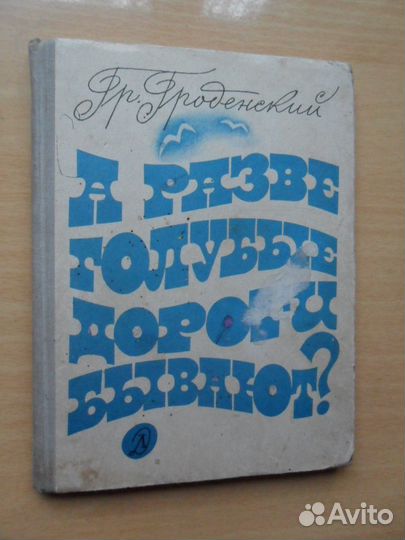 Гр. Гроденский
А РАЗВЕ
ГОЛУБЫЕ
ДОРОГИ
БЫВАЮТ?
Д
Avito